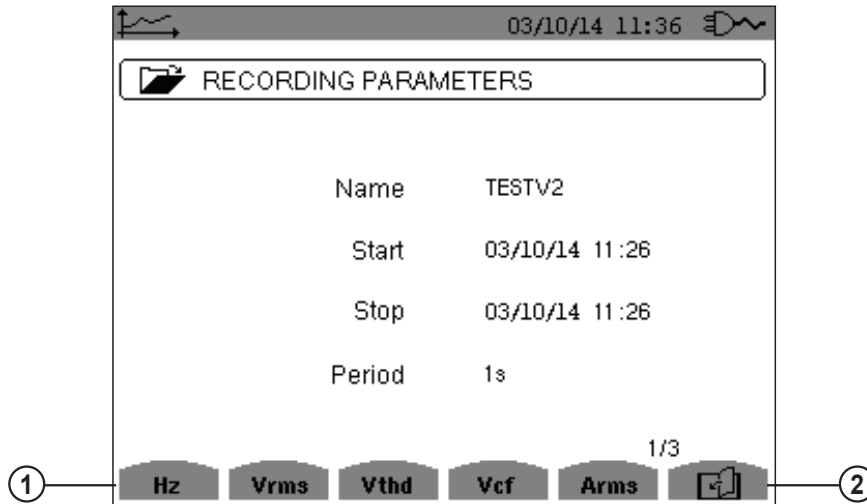 03/10/14 11:36
RECORDING PARAMETERS
Name TESTV2
Start 03/10/14 11:26
Stop 03/10/14 11:26
Period 1s
1/3
1 Hz Vrms Vthd Vcf Arms 2